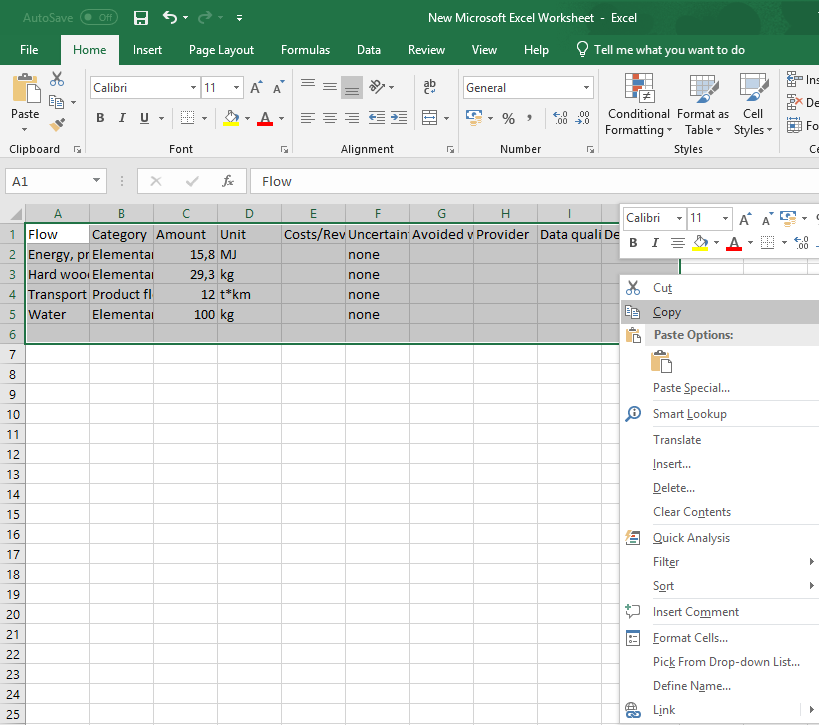 AutoSave Off New Microsoft Excel Worksheet - Excel
File Home Insert Page Layout Formulas Data Review View Help Tell me what you want to do
Paste
Calibri 11 A A
B I U A
ab
General
% ,
Conditional Formatting
Format as Table
Cell Styles
Ins
De
Fo
Clipboard Font Alignment Number Styles Ce
A1 fx Flow
A B C D E F G H I
1 Flow Category Amount Unit Costs/Rev Uncertain Avoided w Provider Data quali De
2 Energy, pr Elementar 15,8 MJ none
3 Hard wood Elementar 29,3 kg none
4 Transport Product fl 12 t*km none
5 Water Elementar 100 kg none
6
7
8
9
10
11
12
13
14
15
16
17
18
19
20
21
22
23
24
25
Calibri 11 A A
B I A
Cut
Copy
Paste Options:
Paste Special...
Smart Lookup
Translate
Insert...
Delete...
Clear Contents
Quick Analysis
Filter
Sort
Insert Comment
Format Cells...
Pick From Drop-down List...
Define Name...
Link